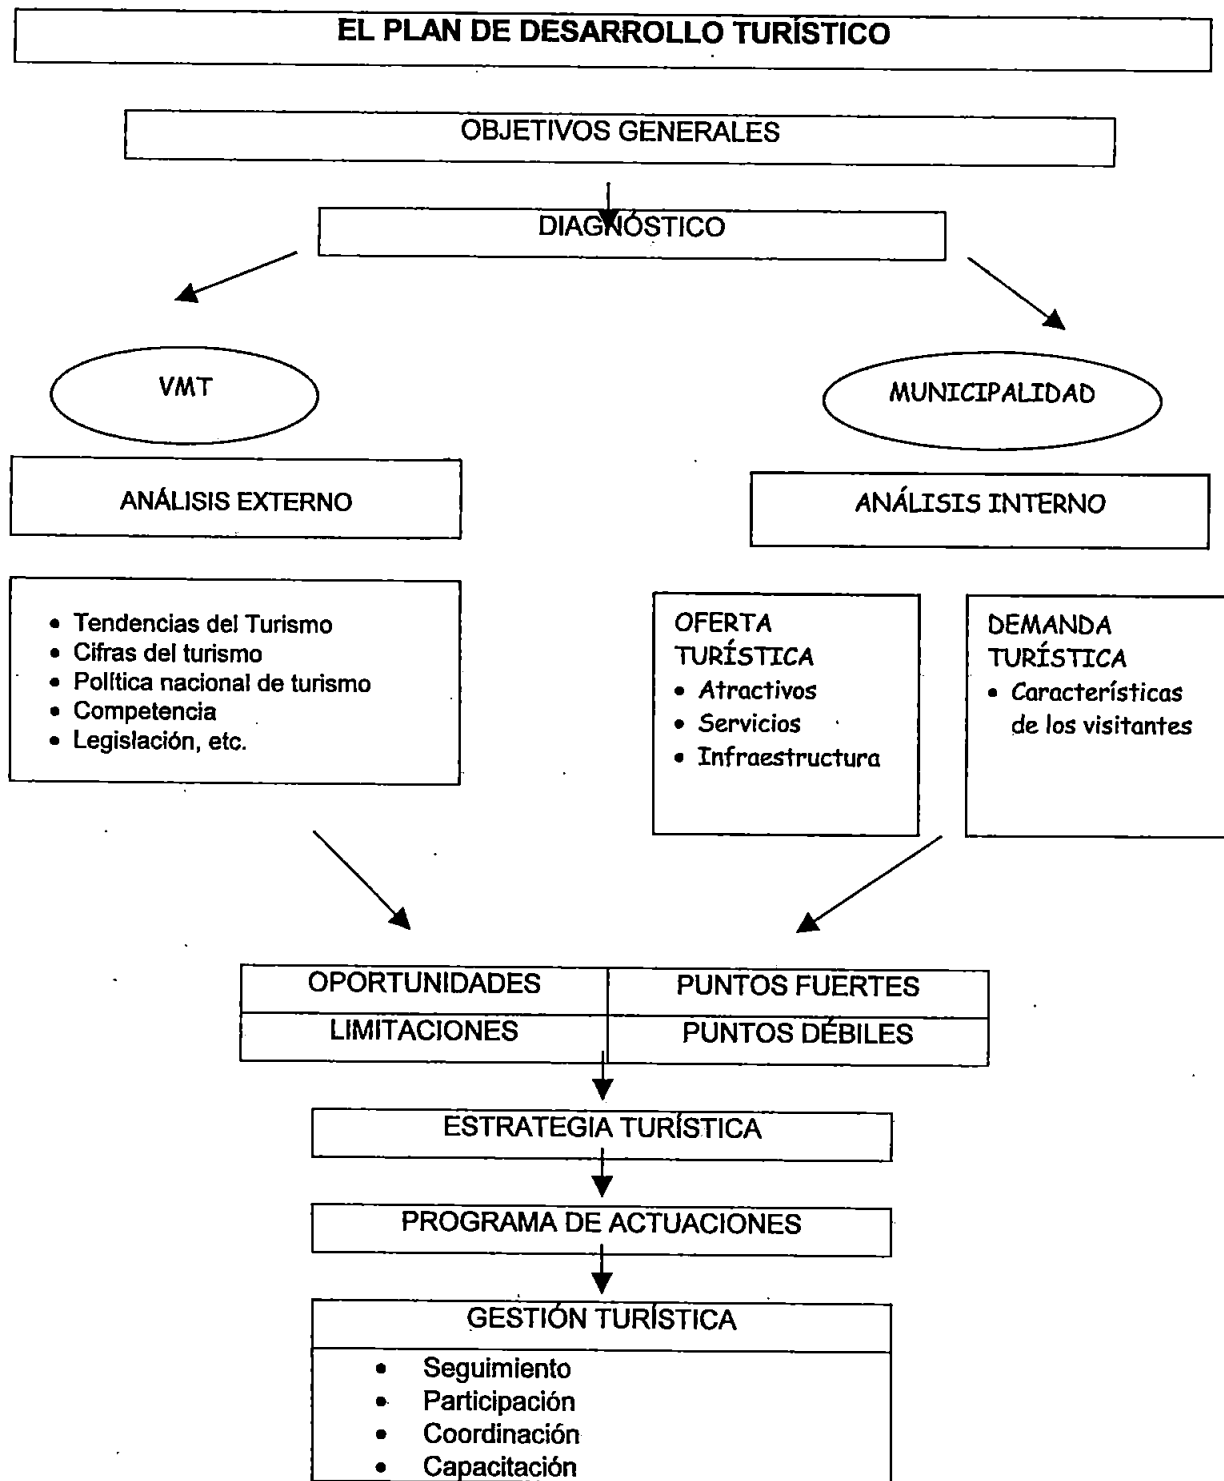 EL PLAN DE DESARROLLO TURÍSTICO
OBJETIVOS GENERALES
DIAGNÓSTICO
VMT
MUNICIPALIDAD
ANÁLISIS EXTERNO
ANÁLISIS INTERNO
• Tendencias del Turismo
• Cifras del turismo
• Política nacional de turismo
• Competencia
• Legislación, etc.
OFERTA
TURÍSTICA
• Atractivos
• Servicios
• Infraestructura
DEMANDA
TURÍSTICA
• Características
de los visitantes
OPORTUNIDADES
PUNTOS FUERTES
LIMITACIONES
PUNTOS DÉBILES
ESTRATEGIA TURÍSTICA
PROGRAMA DE ACTUACIONES
GESTIÓN TURÍSTICA
• Seguimiento
• Participación
• Coordinación
• Capacitación